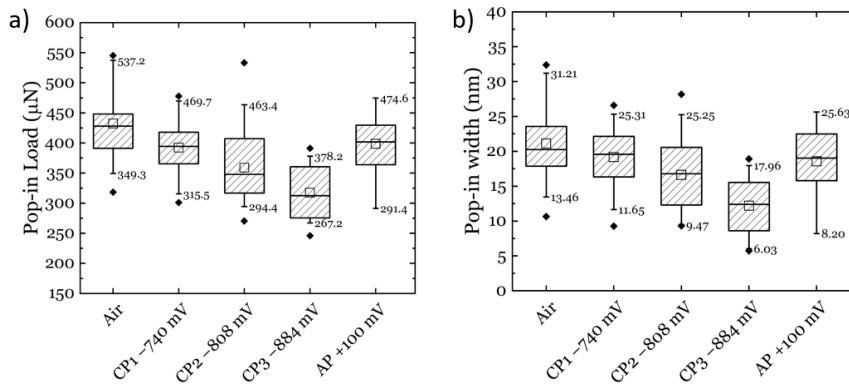 a)
Pop-in Load (µN)
600
550
500
450
400
350
300
250
200
150
537.2
349.3
469.7
315.5
463.4
294.4
378.2
267.2
474.6
291.4
Air
CP1 −740 mV
CP2 −808 mV
CP3 −884 mV
AP +100 mV
b)
Pop-in width (nm)
40
35
30
25
20
15
10
5
0
31.21
13.46
25.31
11.65
25.25
9.47
17.96
6.03
25.63
8.20
Air
CP1 −740 mV
CP2 −808 mV
CP3 −884 mV
AP +100 mV